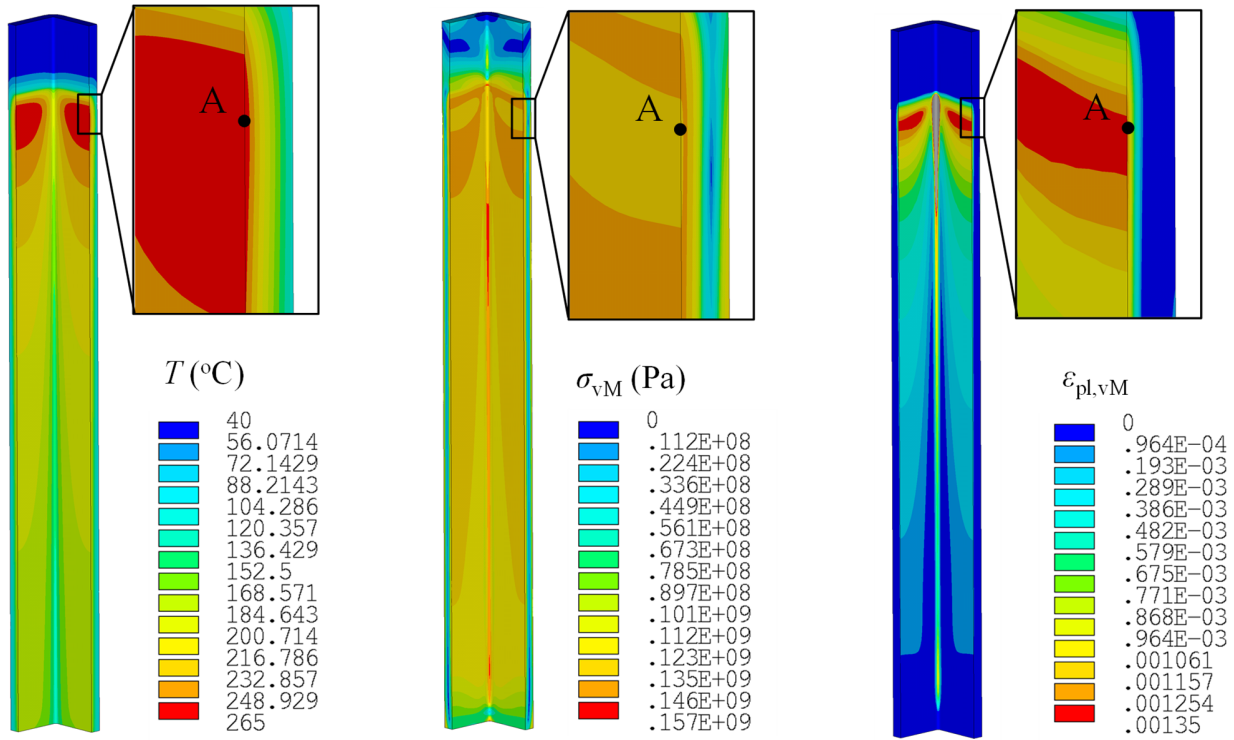 A
A
A
T (°C)
40
56.0714
72.1429
88.2143
104.286
120.357
136.429
152.5
168.571
184.643
200.714
216.786
232.857
248.929
265
σvM (Pa)
0
.112E+08
.224E+08
.336E+08
.449E+08
.561E+08
.673E+08
.785E+08
.897E+08
.101E+09
.112E+09
.123E+09
.135E+09
.146E+09
.157E+09
εpl,vM
0
.964E-04
.193E-03
.289E-03
.386E-03
.482E-03
.579E-03
.675E-03
.771E-03
.868E-03
.964E-03
.001061
.001157
.001254
.00135